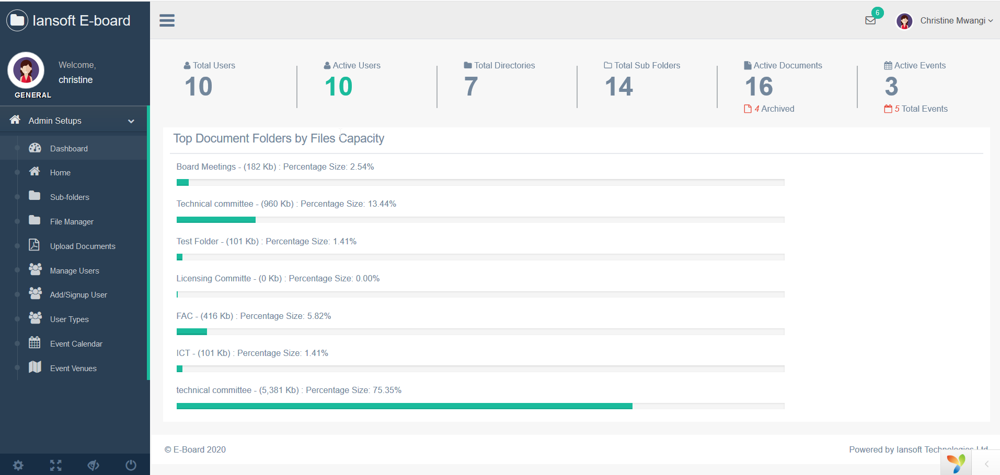 Iansoft E-board
6
Christine Mwangi
Welcome,
christine
GENERAL
Admin Setups
Dashboard
Home
Sub-folders
File Manager
Upload Documents
Manage Users
Add/Signup User
User Types
Event Calendar
Event Venues
Total Users
10
Active Users
10
Total Directories
7
Total Sub Folders
14
Active Documents
16
4 Archived
Active Events
3
5 Total Events
Top Document Folders by Files Capacity
Board Meetings - (182 Kb) : Percentage Size: 2.54%
Technical committee - (960 Kb) : Percentage Size: 13.44%
Test Folder - (101 Kb) : Percentage Size: 1.41%
Licensing Committe - (0 Kb) : Percentage Size: 0.00%
FAC - (416 Kb) : Percentage Size: 5.82%
ICT - (101 Kb) : Percentage Size: 1.41%
technical committee - (5,381 Kb) : Percentage Size: 75.35%
© E-Board 2020
Powered by Iansoft Technologies Ltd